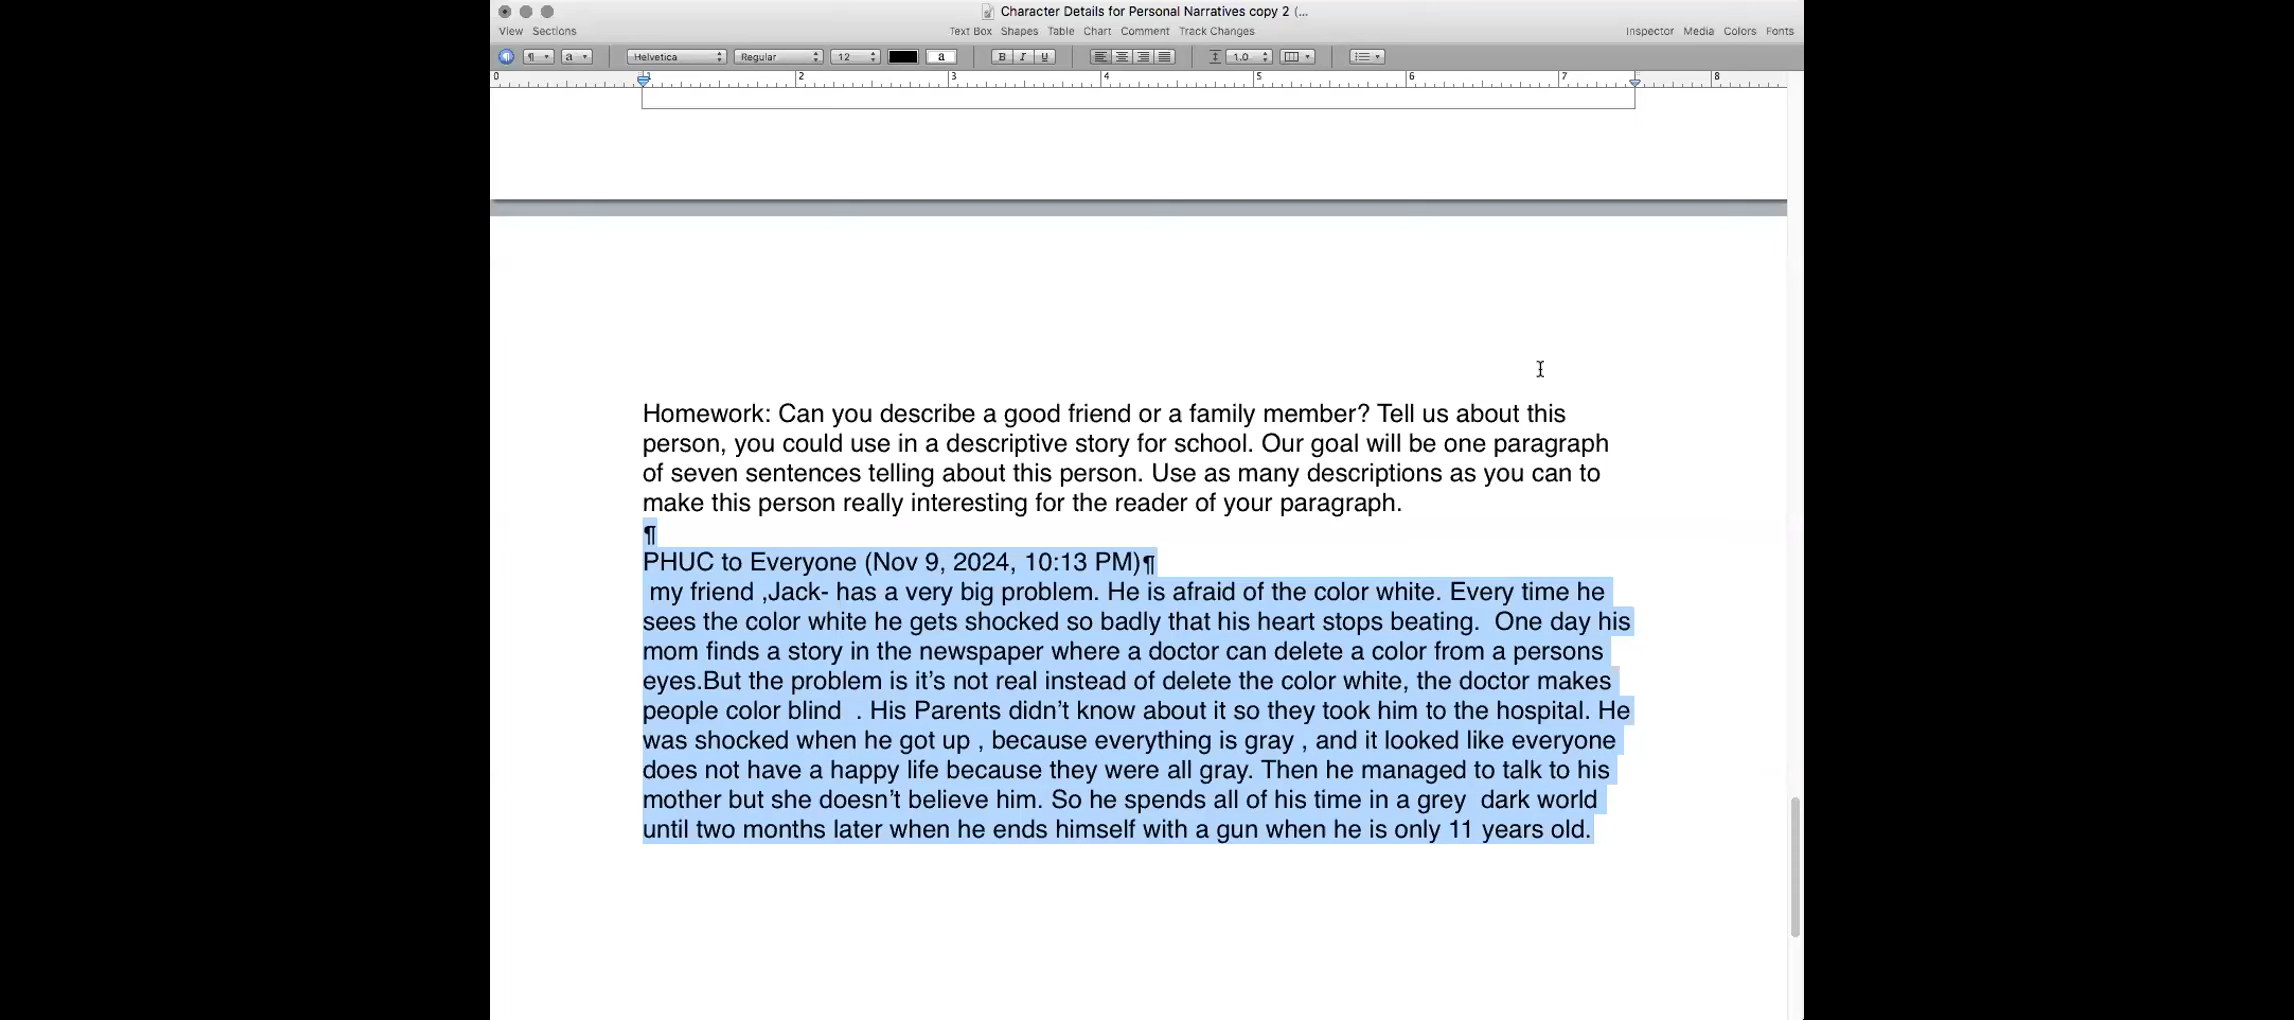 Character Details for Personal Narratives copy 2 (...
View Sections Text Box Shapes Table Chart Comment Track Changes Inspector Media Colors Fonts
¶ a Helvetica Regular 12 a B I U 1.0
0 1 2 3 4 5 6 7 8
Homework: Can you describe a good friend or a family member? Tell us about this
person, you could use in a descriptive story for school. Our goal will be one paragraph
of seven sentences telling about this person. Use as many descriptions as you can to
make this person really interesting for the reader of your paragraph.
¶
PHUC to Everyone (Nov 9, 2024, 10:13 PM)¶
my friend ,Jack- has a very big problem. He is afraid of the color white. Every time he
sees the color white he gets shocked so badly that his heart stops beating.  One day his
mom finds a story in the newspaper where a doctor can delete a color from a persons
eyes.But the problem is it’s not real instead of delete the color white, the doctor makes
people color blind  . His Parents didn’t know about it so they took him to the hospital. He
was shocked when he got up , because everything is gray , and it looked like everyone
does not have a happy life because they were all gray. Then he managed to talk to his
mother but she doesn’t believe him. So he spends all of his time in a grey  dark world
until two months later when he ends himself with a gun when he is only 11 years old.